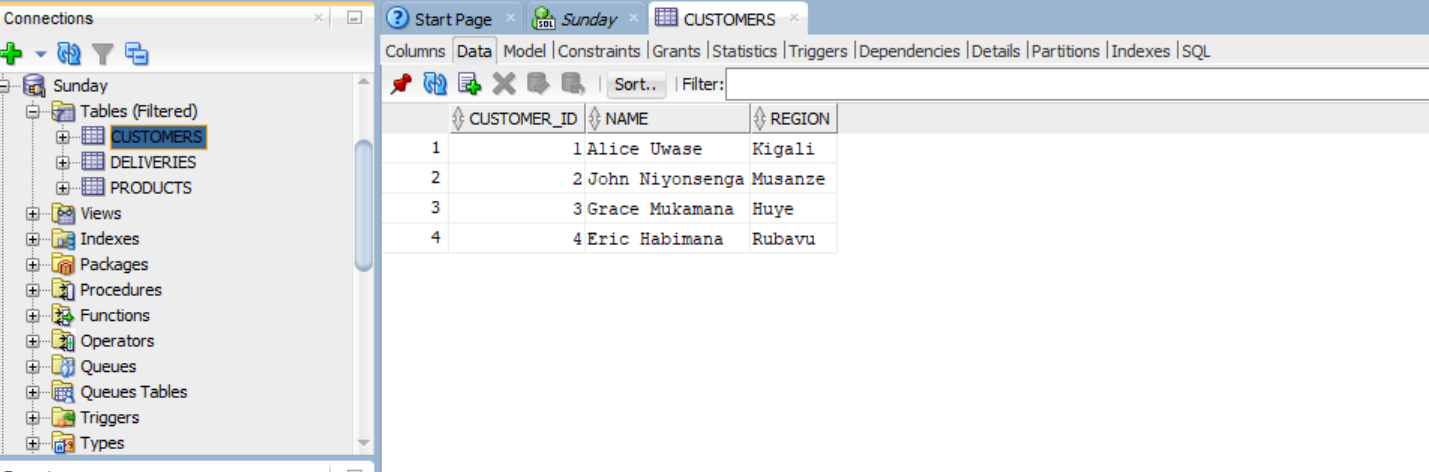 Connections
Start Page Sunday CUSTOMERS
Columns Data Model Constraints Grants Statistics Triggers Dependencies Details Partitions Indexes SQL
Sort.. Filter:
Sunday
Tables (Filtered)
CUSTOMERS
DELIVERIES
PRODUCTS
Views
Indexes
Packages
Procedures
Functions
Operators
Queues
Queues Tables
Triggers
Types
CUSTOMER_ID NAME REGION
1 1 Alice Uwase Kigali
2 2 John Niyonsenga Musanze
3 3 Grace Mukamana Huye
4 4 Eric Habimana Rubavu